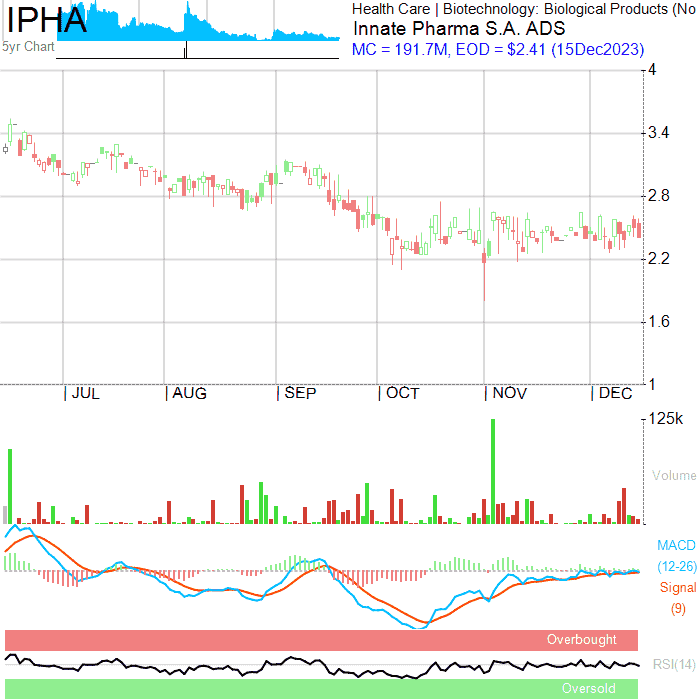 IPHA
5yr Chart
Health Care | Biotechnology: Biological Products (No
Innate Pharma S.A. ADS
MC = 191.7M, EOD = $2.41 (15Dec2023)
4
3.4
2.8
2.2
1.6
1
JUL AUG SEP OCT NOV DEC
125k
Volume
MACD
(12-26)
Signal
(9)
Overbought
RSI(14)
Oversold